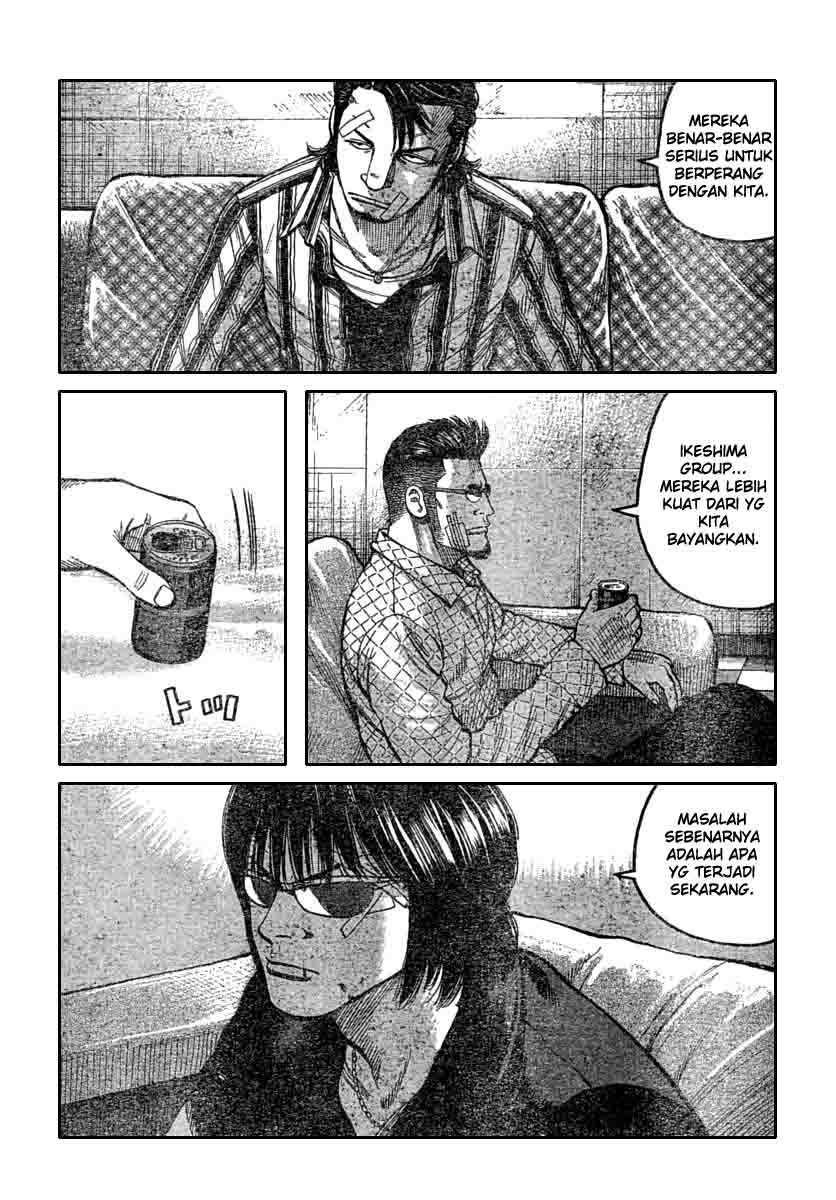 MEREKA
BENAR-BENAR
SERIUS UNTUK
BERPERANG
DENGAN KITA.
IKESHIMA
GROUP...
MEREKA LEBIH
KUAT DARI YG
KITA
BAYANGKAN.
トッ
MASALAH
SEBENARNYA
ADALAH APA
YG TERJADI
SEKARANG.